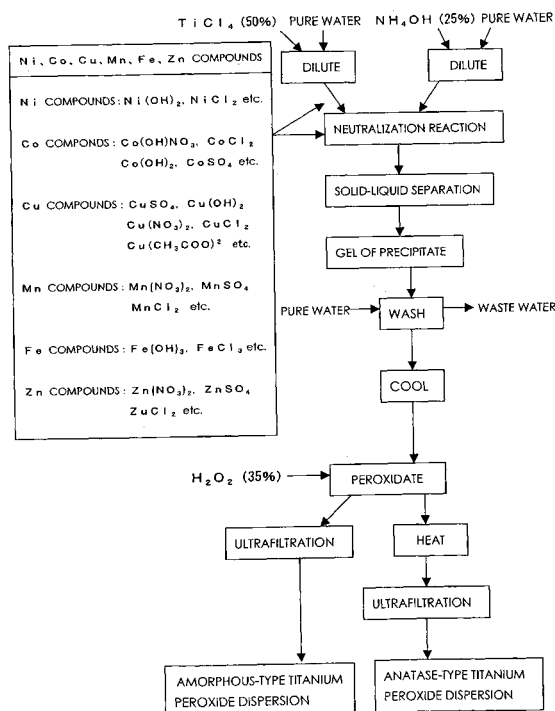 TiCl4 (50%) PURE WATER
NH4OH (25%) PURE WATER
DILUTE
DILUTE
Ni, Co, Cu, Mn, Fe, Zn COMPOUNDS
Ni COMPOUNDS: Ni(OH)2, NiCl2 etc.
Co COMPONDS: Co(OH)NO3, CoCl2
Co(OH)2, CoSO4 etc.
Cu COMPOUNDS: CuSO4, Cu(OH)2
Cu(NO3)2, CuCl2
Cu(CH3COO)² etc.
Mn COMPOUNDS: Mn(NO3)2, MnSO4
MnCl2 etc.
Fe COMPOUNDS: Fe(OH)3, FeCl3 etc.
Zn COMPOUNDS: Zn(NO3)2, ZnSO4
ZuCl2 etc.
NEUTRALIZATION REACTION
SOLID-LIQUID SEPARATION
GEL OF PRECIPITATE
PURE WATER
WASH
WASTE WATER
COOL
H2O2 (35%)
PEROXIDATE
ULTRAFILTRATION
HEAT
ULTRAFILTRATION
AMORPHOUS-TYPE TITANIUM
PEROXIDE DISPERSION
ANATASE-TYPE TITANIUM
PEROXIDE DISPERSION